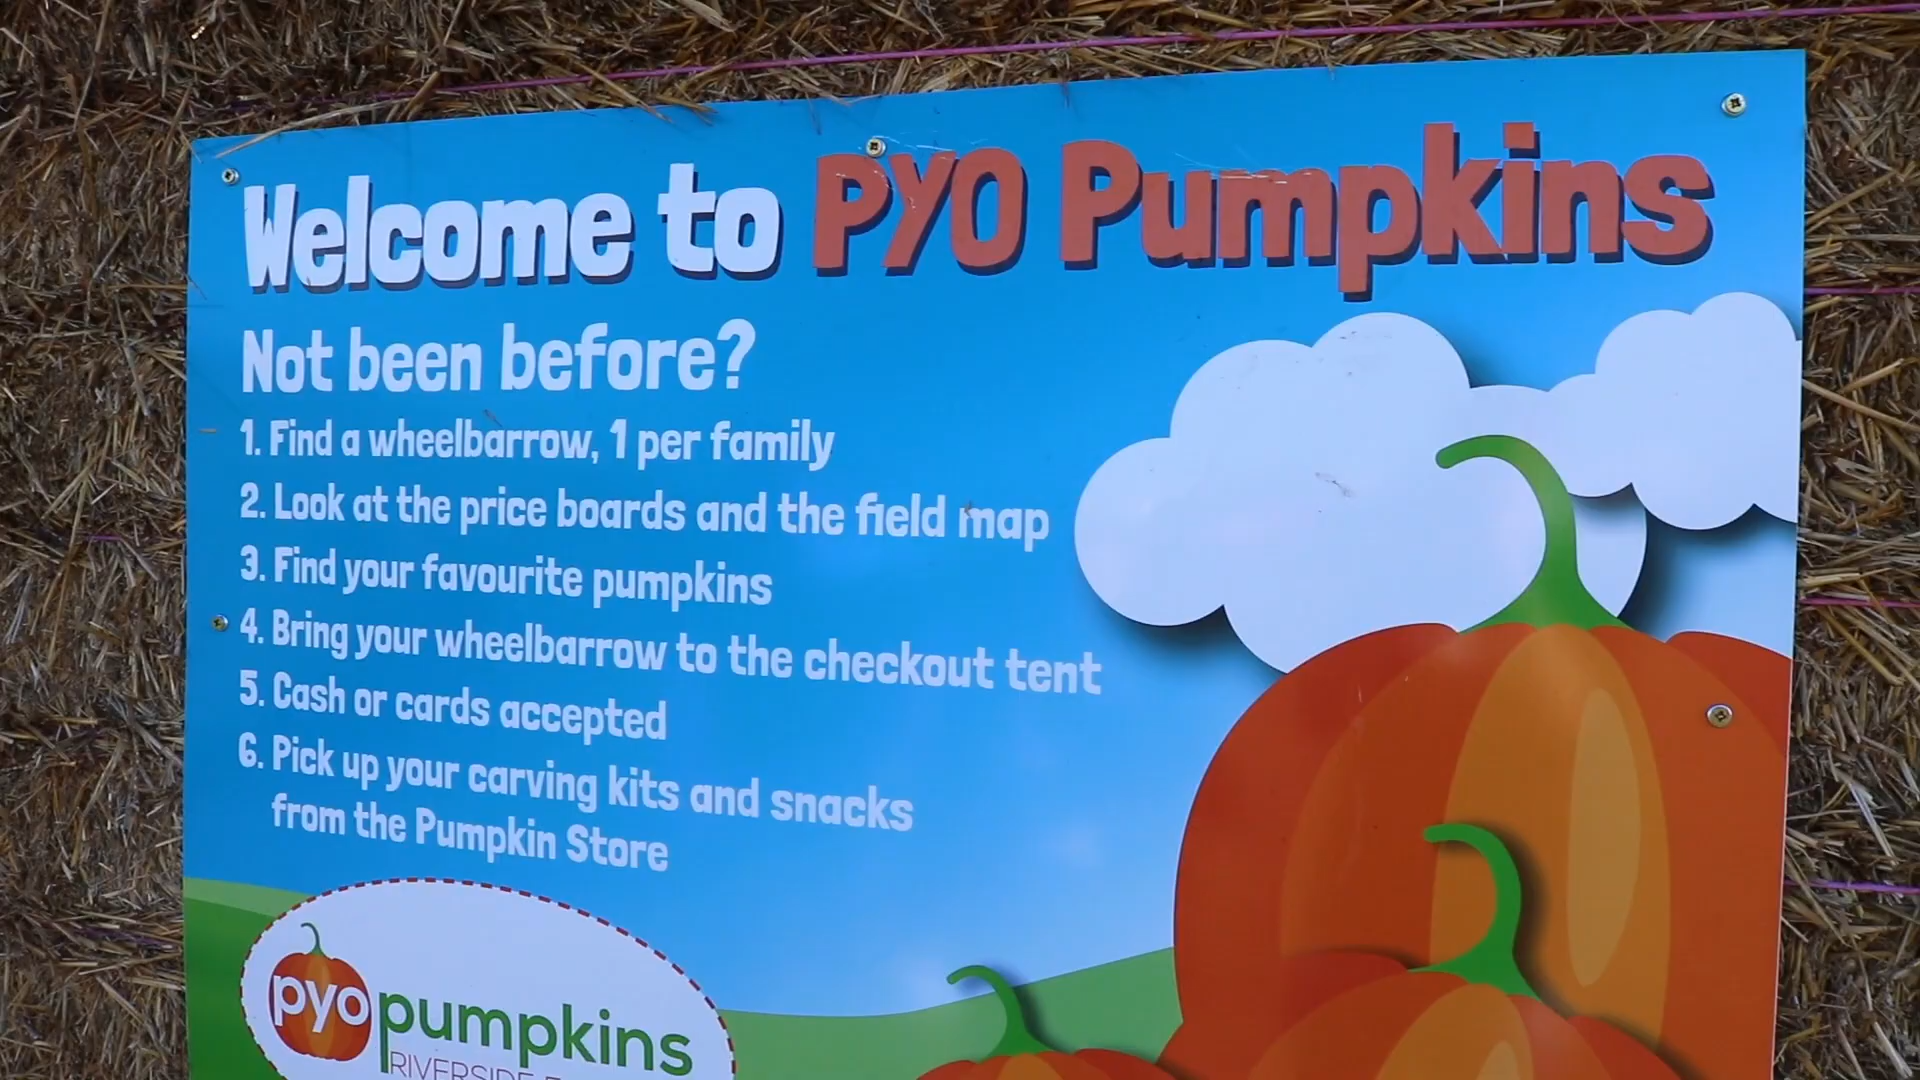 Welcome to PYO Pumpkins
Not been before?
1. Find a wheelbarrow, 1 per family
2. Look at the price boards and the field map
3. Find your favourite pumpkins
4. Bring your wheelbarrow to the checkout tent
5. Cash or cards accepted
6. Pick up your carving kits and snacks
from the Pumpkin Store
pyo pumpkins
RIVERSIDE